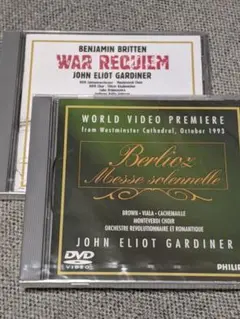 BENJAMIN BRITTEN
WAR REQUIEM
JOHN ELIOT GARDINER
WORLD VIDEO PREMIERE
from Westminster Cathedral, October 1993
Berlioz
Messe solennelle
BROWN · VIALA · CACHEMAILLE
MONTEVERDI CHOIR
ORCHESTRE REVOLUTIONNAIRE ET ROMANTIQUE
JOHN ELIOT GARDINER
DVD
VIDEO
PHILIPS